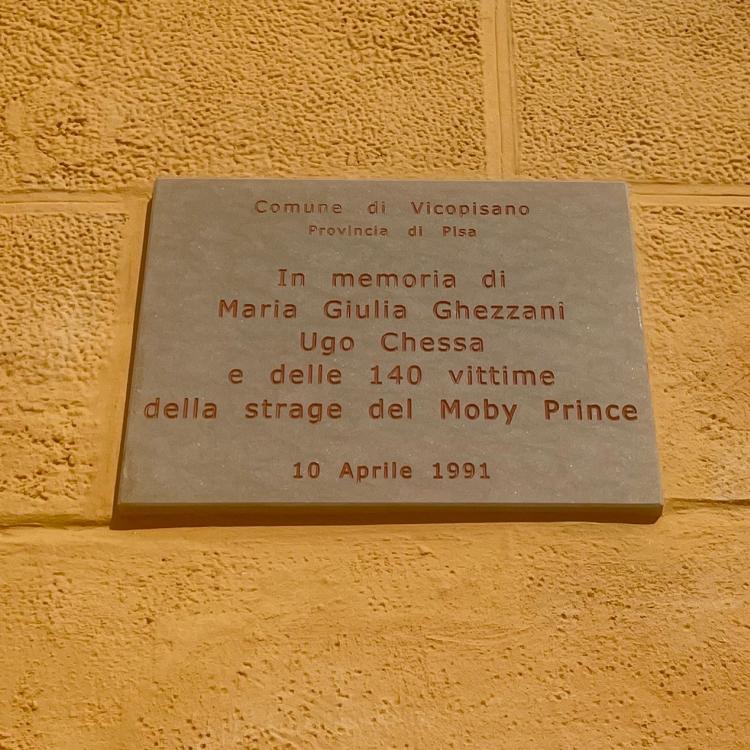 Comune di Vicopisano
Provincia di Pisa
In memoria di
Maria Giulia Ghezzani
Ugo Chessa
e delle 140 vittime
della strage del Moby Prince
10 Aprile 1991